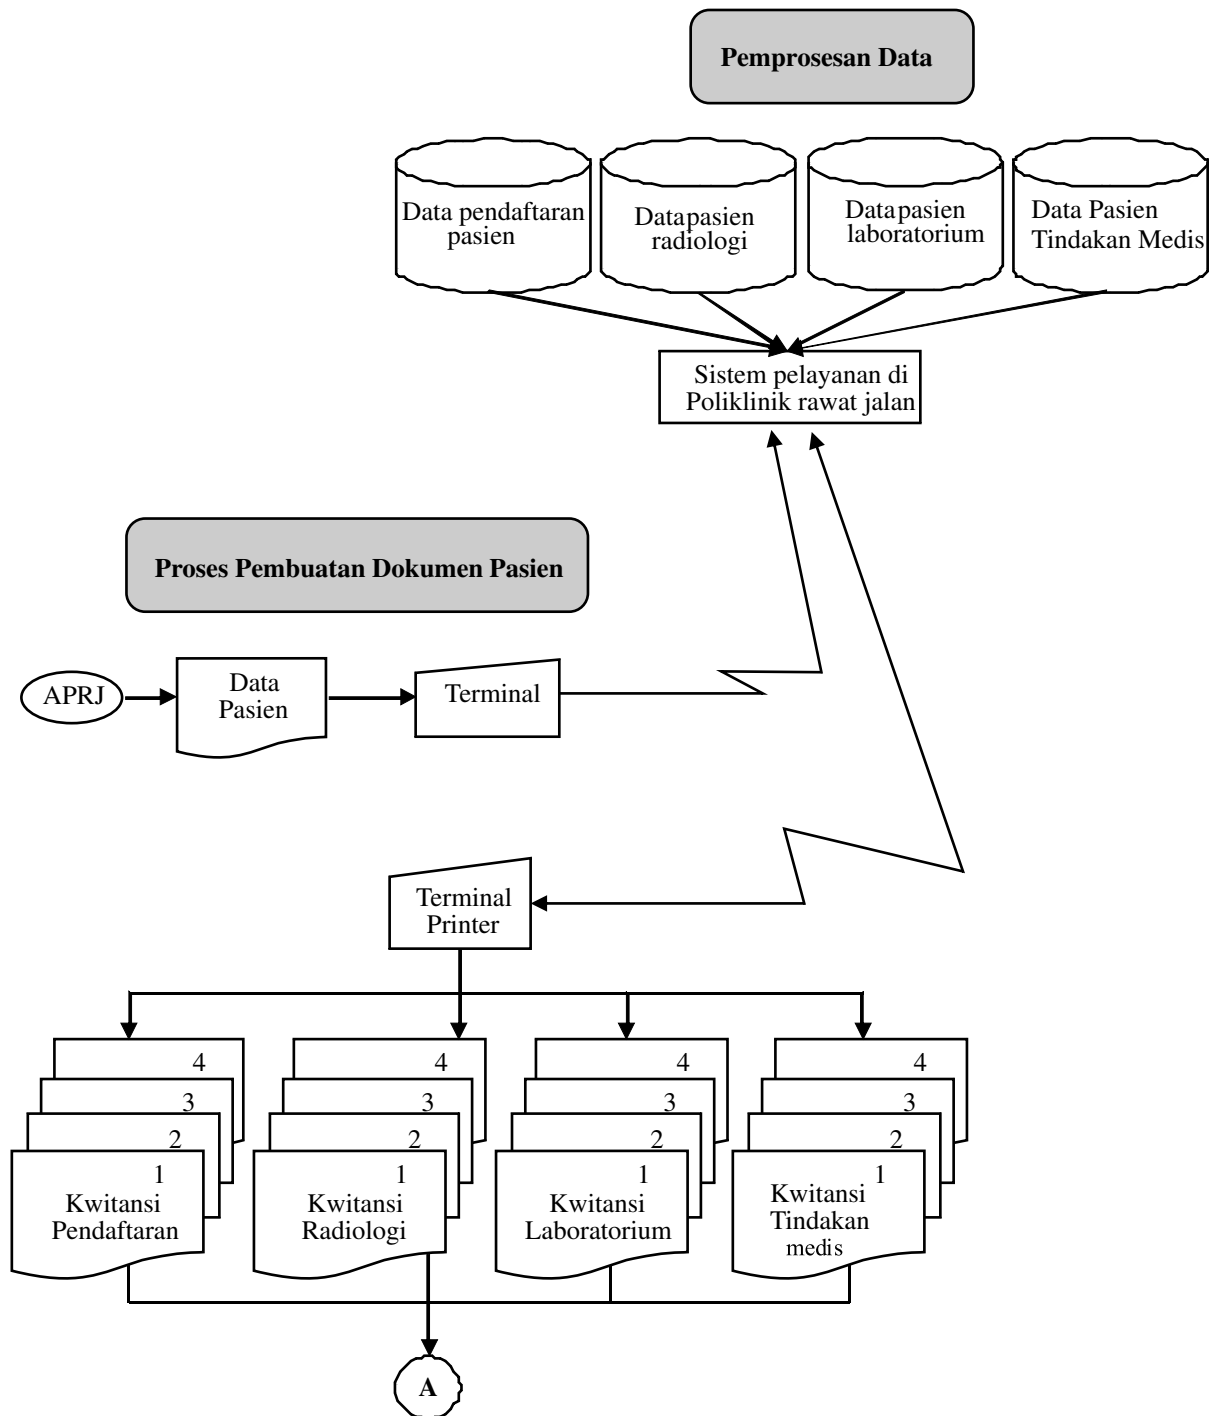 Pemprosesan Data
Data pendaftaran
pasien
Datapasien
radiologi
Datapasien
laboratorium
Data Pasien
Tindakan Medis
Sistem pelayanan di
Poliklinik rawat jalan
Proses Pembuatan Dokumen Pasien
APRJ
Data
Pasien
Terminal
Terminal
Printer
4
3
2
1
Kwitansi
Pendaftaran
4
3
2
1
Kwitansi
Radiologi
4
3
2
1
Kwitansi
Laboratorium
4
3
2
1
Kwitansi
Tindakan
medis
A